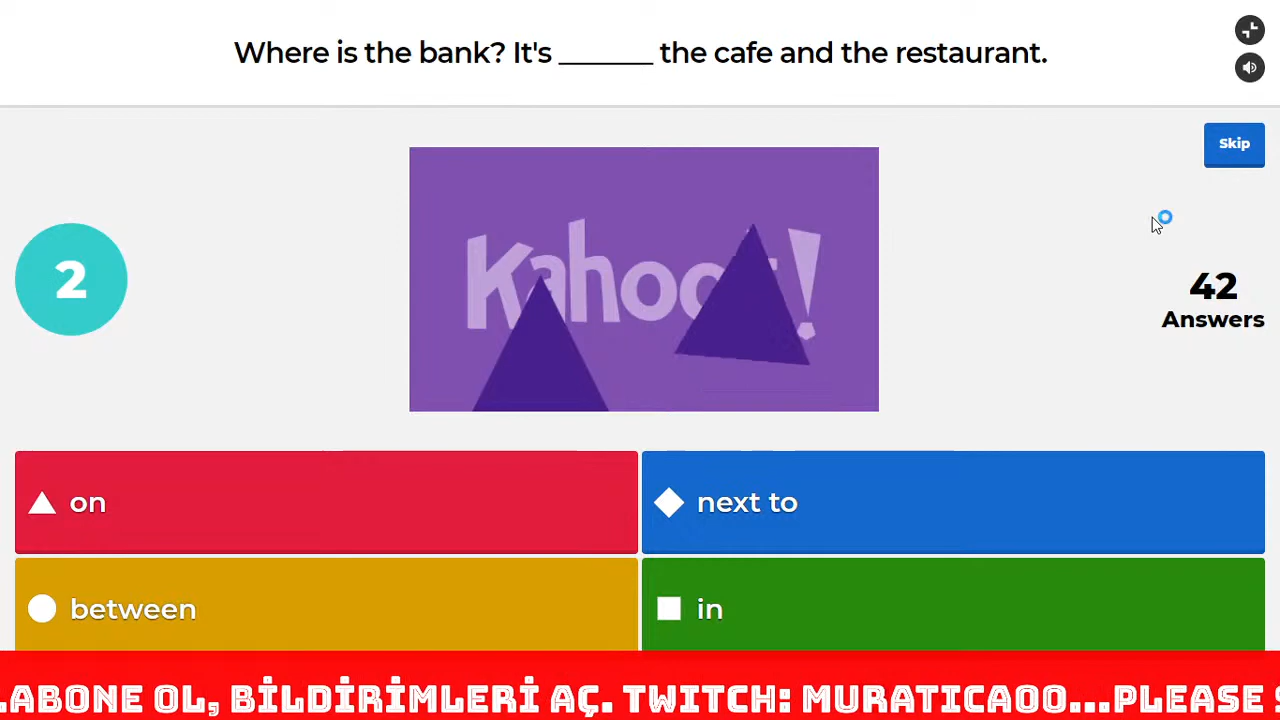 Where is the bank? It's _______ the cafe and the restaurant.
Skip
Kahoot!
2
42
Answers
on
next to
between
in
.ABONE OL, BİLDİRİMLERİ AÇ. TWITCH: MURATICAOO...PLEASE S